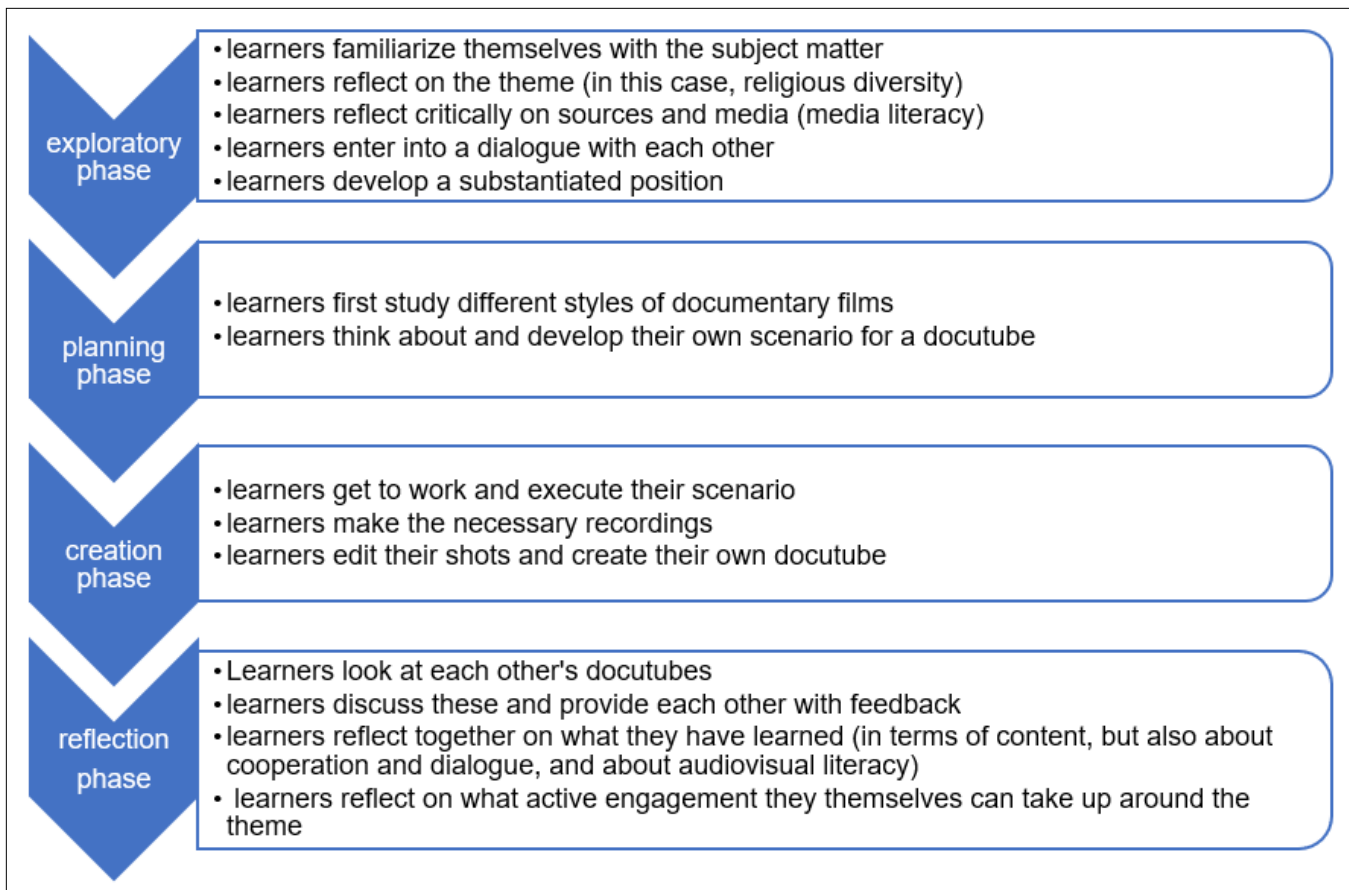 exploratory
phase
• learners familiarize themselves with the subject matter
• learners reflect on the theme (in this case, religious diversity)
• learners reflect critically on sources and media (media literacy)
• learners enter into a dialogue with each other
• learners develop a substantiated position
planning
phase
• learners first study different styles of documentary films
• learners think about and develop their own scenario for a docutube
creation
phase
• learners get to work and execute their scenario
• learners make the necessary recordings
• learners edit their shots and create their own docutube
reflection
phase
• Learners look at each other's docutubes
• learners discuss these and provide each other with feedback
• learners reflect together on what they have learned (in terms of content, but also about
cooperation and dialogue, and about audiovisual literacy)
• learners reflect on what active engagement they themselves can take up around the
theme